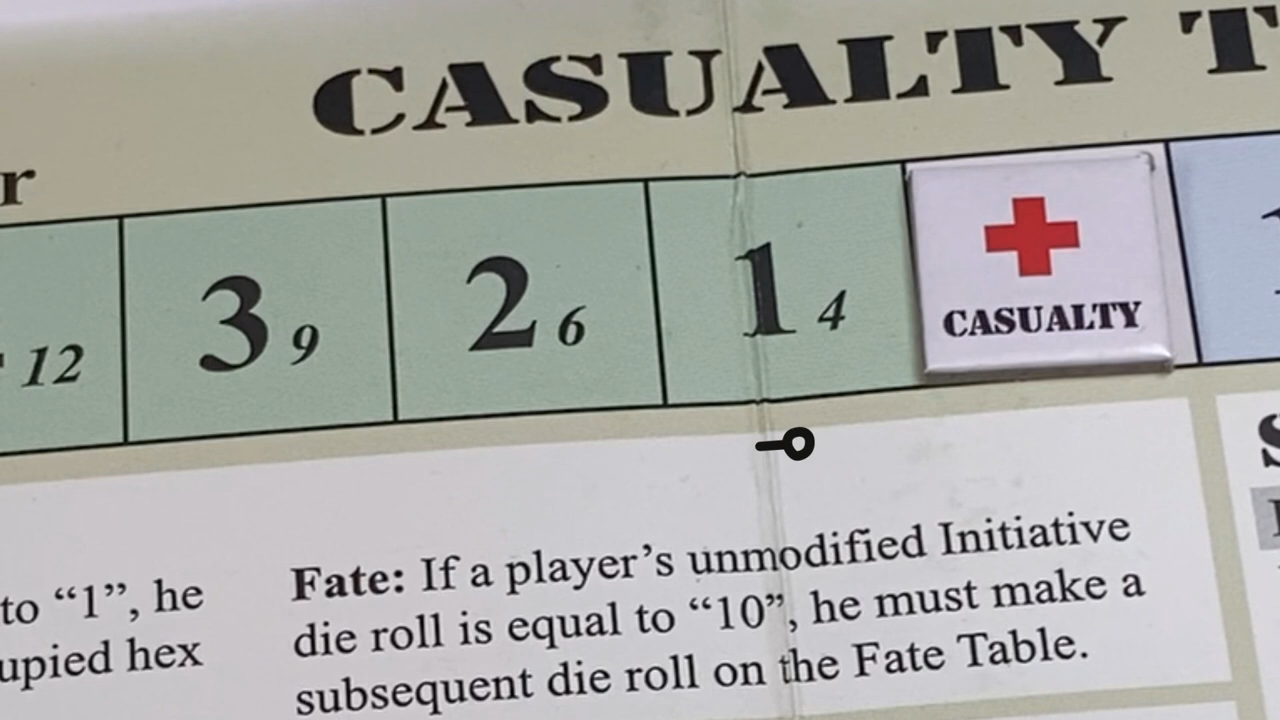 CASUALTY T
r
12 3 9 2 6 1 4
CASUALTY
to “1”, he
upied hex
Fate: If a player’s unmodified Initiative
die roll is equal to “10”, he must make a
subsequent die roll on the Fate Table.
S